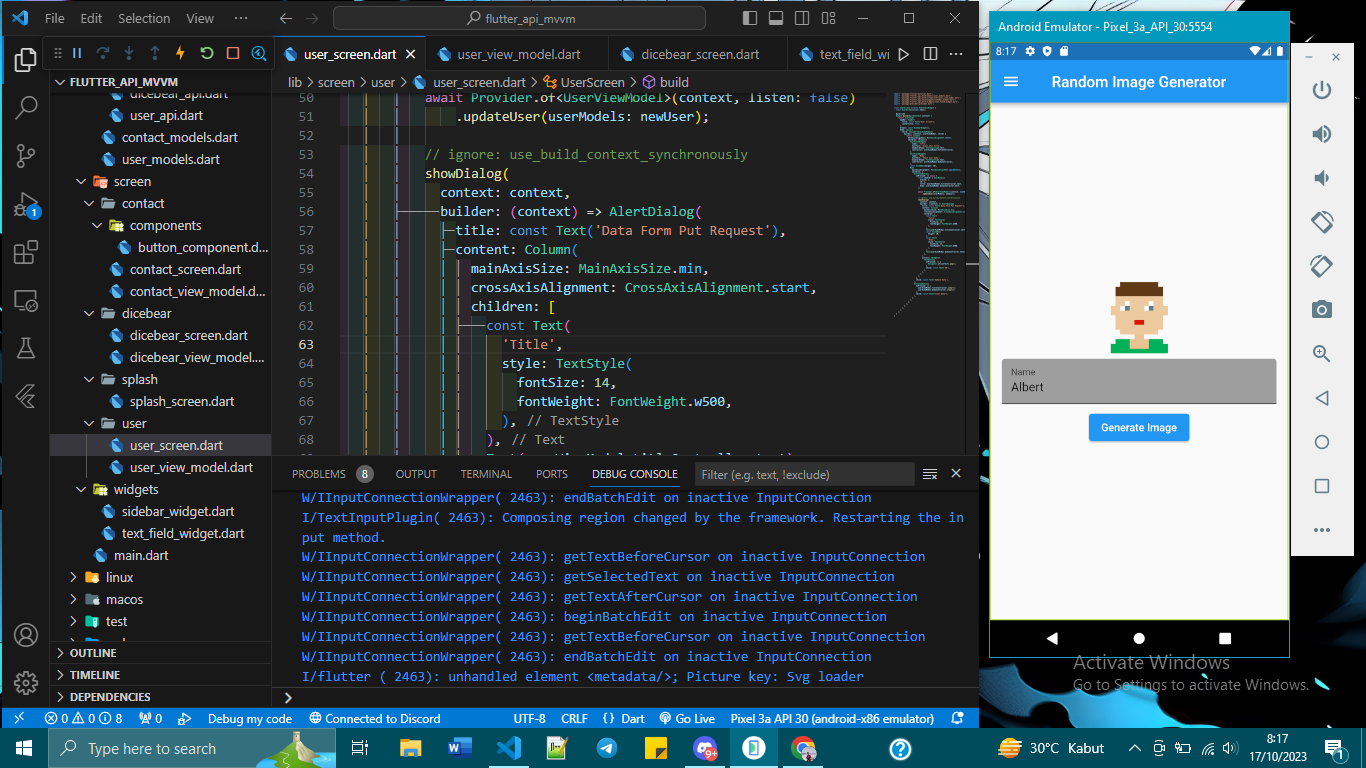 File Edit Selection View ··· flutter_api_mvvm
user_screen.dart user_view_model.dart dicebear_screen.dart text_field_wi
lib > screen > user > user_screen.dart > UserScreen > build
FLUTTER_API_MVVM
dicebear_api.dart
user_api.dart
contact_models.dart
user_models.dart
screen
contact
components
button_component.d...
contact_screen.dart
contact_view_model.d...
dicebear
dicebear_screen.dart
dicebear_view_model....
splash
splash_screen.dart
user
user_screen.dart
user_view_model.dart
widgets
sidebar_widget.dart
text_field_widget.dart
main.dart
linux
macos
test
OUTLINE
TIMELINE
DEPENDENCIES
1
50 await Provider.of<UserViewModel>(context, listen: false)
51 .updateUser(userModels: newUser);
52
53 // ignore: use_build_context_synchronously
54 showDialog(
55 context: context,
56 builder: (context) => AlertDialog(
57 title: const Text('Data Form Put Request'),
58 content: Column(
59 mainAxisSize: MainAxisSize.min,
60 crossAxisAlignment: CrossAxisAlignment.start,
61 children: [
62 const Text(
63 'Title',
64 style: TextStyle(
65 fontSize: 14,
66 fontWeight: FontWeight.w500,
67 ), // TextStyle
68 ), // Text
PROBLEMS 8 OUTPUT TERMINAL PORTS DEBUG CONSOLE Filter (e.g. text, !exclude)
W/IInputConnectionWrapper( 2463): endBatchEdit on inactive InputConnection
I/TextInputPlugin( 2463): Composing region changed by the framework. Restarting the in
put method.
W/IInputConnectionWrapper( 2463): getTextBeforeCursor on inactive InputConnection
W/IInputConnectionWrapper( 2463): getSelectedText on inactive InputConnection
W/IInputConnectionWrapper( 2463): getTextAfterCursor on inactive InputConnection
W/IInputConnectionWrapper( 2463): beginBatchEdit on inactive InputConnection
W/IInputConnectionWrapper( 2463): getTextBeforeCursor on inactive InputConnection
W/IInputConnectionWrapper( 2463): endBatchEdit on inactive InputConnection
I/flutter ( 2463): unhandled element <metadata/>; Picture key: Svg loader
0 0 8 0 Debug my code Connected to Discord UTF-8 CRLF {} Dart Go Live Pixel 3a API 30 (android-x86 emulator)
Android Emulator - Pixel_3a_API_30:5554
8:17
Random Image Generator
Name
Albert
Generate Image
Activate Windows
Go to Settings to activate Windows.
Type here to search
9+
30°C Kabut
8:17
17/10/2023
1